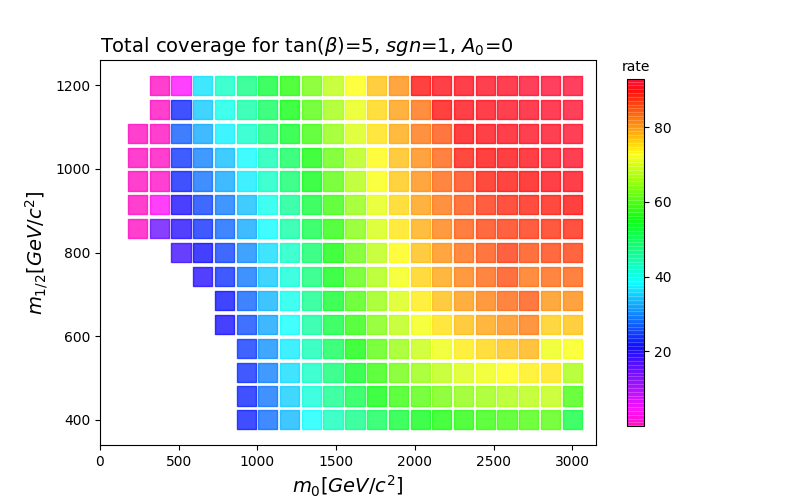 Total coverage for tan(β)=5, sgn=1, A₀=0
rate
1200
1000
800
600
400
80
60
40
20
m₁/₂[GeV/c²]
0 500 1000 1500 2000 2500 3000
m₀[GeV/c²]